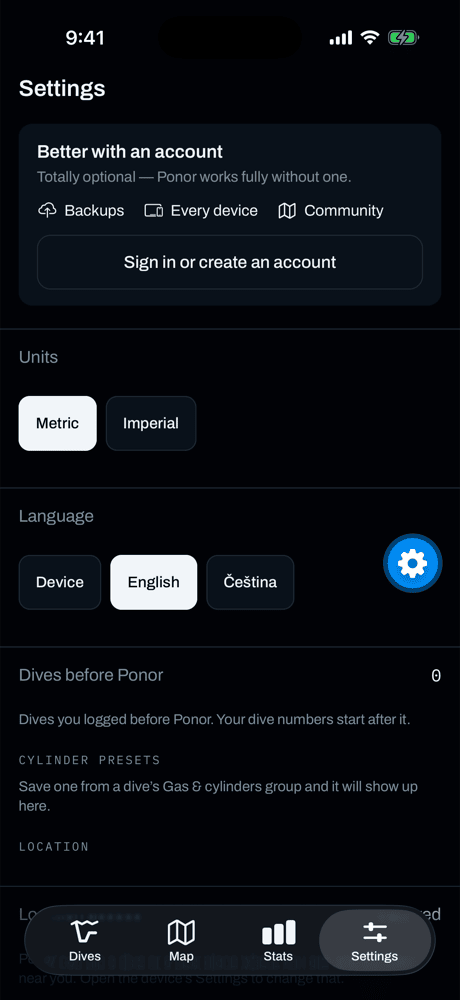 9:41
Settings
Better with an account
Totally optional — Ponor works fully without one.
Backups Every device Community
Sign in or create an account
Units
Metric Imperial
Language
Device English Čeština
Dives before Ponor 0
Dives you logged before Ponor. Your dive numbers start after it.
CYLINDER PRESETS
Save one from a dive's Gas & cylinders group and it will show up
here.
LOCATION
near you. Open the device's Settings to change that.
Dives Map Stats Settings